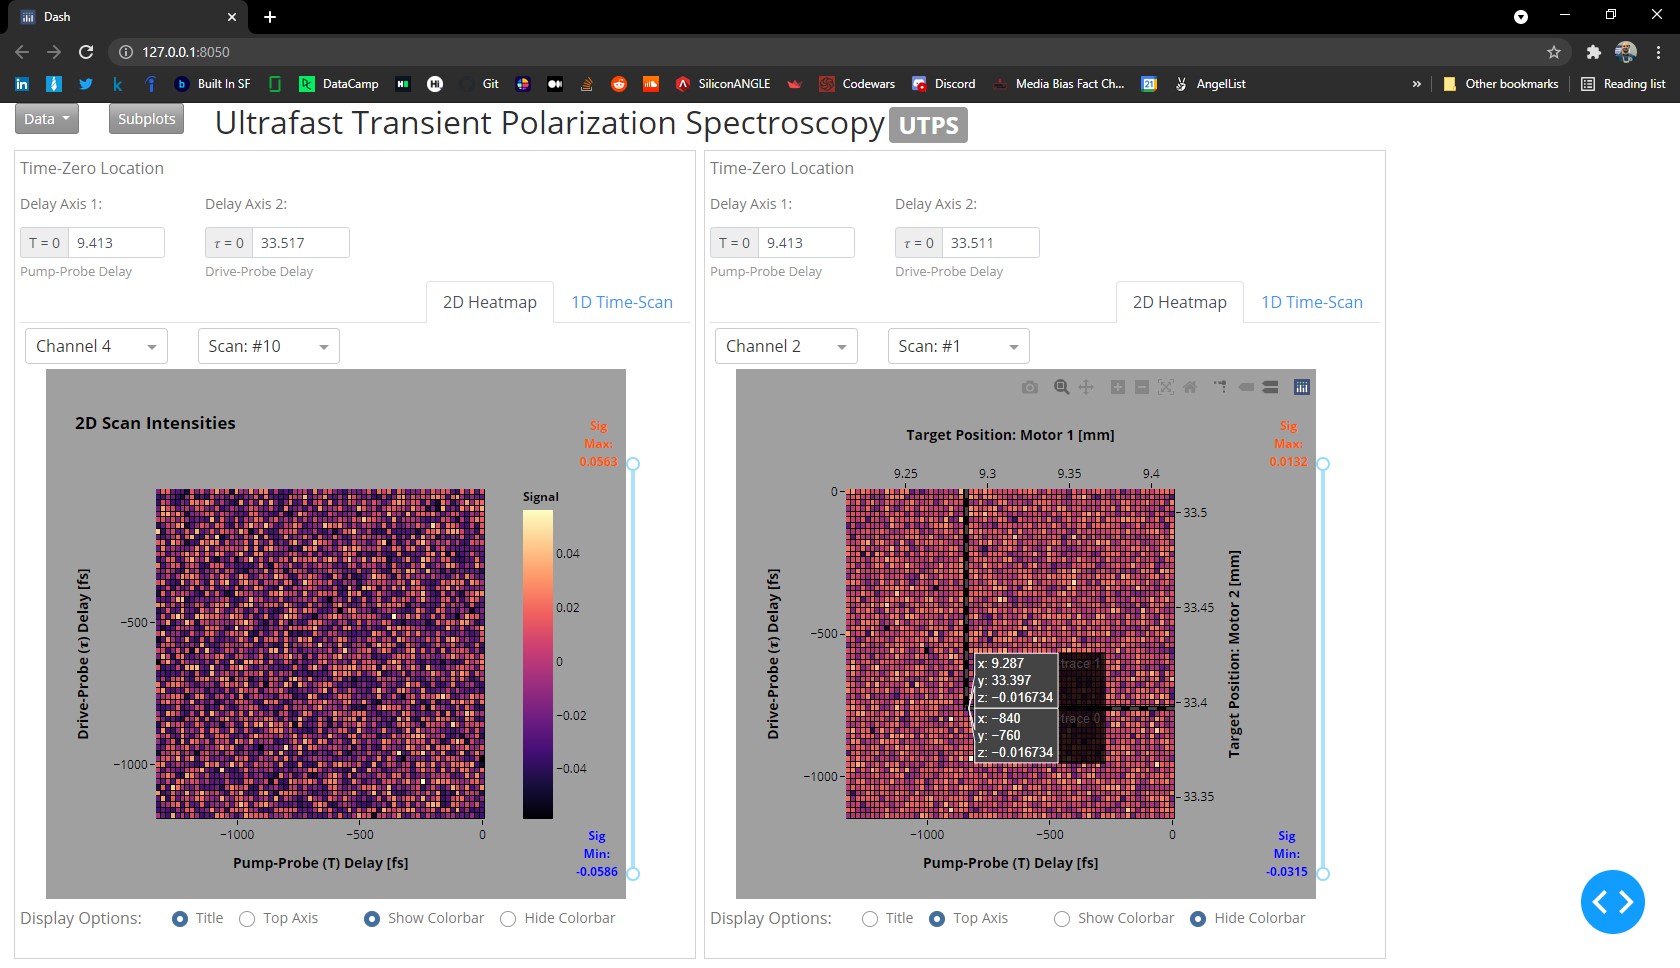 Dash
127.0.0.1:8050
Built In SF
DataCamp
Git
SiliconANGLE
Codewars
Discord
Media Bias Fact Ch...
21
AngelList
»
Other bookmarks
Reading list
Data
Subplots
Ultrafast Transient Polarization Spectroscopy UTPS
Time-Zero Location
Delay Axis 1:
Delay Axis 2:
T = 0
9.413
τ = 0
33.517
Pump-Probe Delay
Drive-Probe Delay
2D Heatmap
1D Time-Scan
Channel 4
Scan: #10
2D Scan Intensities
Sig
Max:
0.0563
Signal
0.04
0.02
0
−0.02
−0.04
Drive-Probe (τ) Delay [fs]
−500
−1000
−1000
−500
0
Pump-Probe (T) Delay [fs]
Sig
Min:
-0.0586
Display Options:
Title
Top Axis
Show Colorbar
Hide Colorbar
Time-Zero Location
Delay Axis 1:
Delay Axis 2:
T = 0
9.413
τ = 0
33.511
Pump-Probe Delay
Drive-Probe Delay
2D Heatmap
1D Time-Scan
Channel 2
Scan: #1
Target Position: Motor 1 [mm]
9.25
9.3
9.35
9.4
Sig
Max:
0.0132
0
−500
−1000
Drive-Probe (τ) Delay [fs]
x: 9.287
y: 33.397
z: −0.016734
trace 1
x: −840
y: −760
z: −0.016734
trace 0
33.5
33.45
33.4
33.35
Target Position: Motor 2 [mm]
−1000
−500
0
Pump-Probe (T) Delay [fs]
Sig
Min:
-0.0315
Display Options:
Title
Top Axis
Show Colorbar
Hide Colorbar